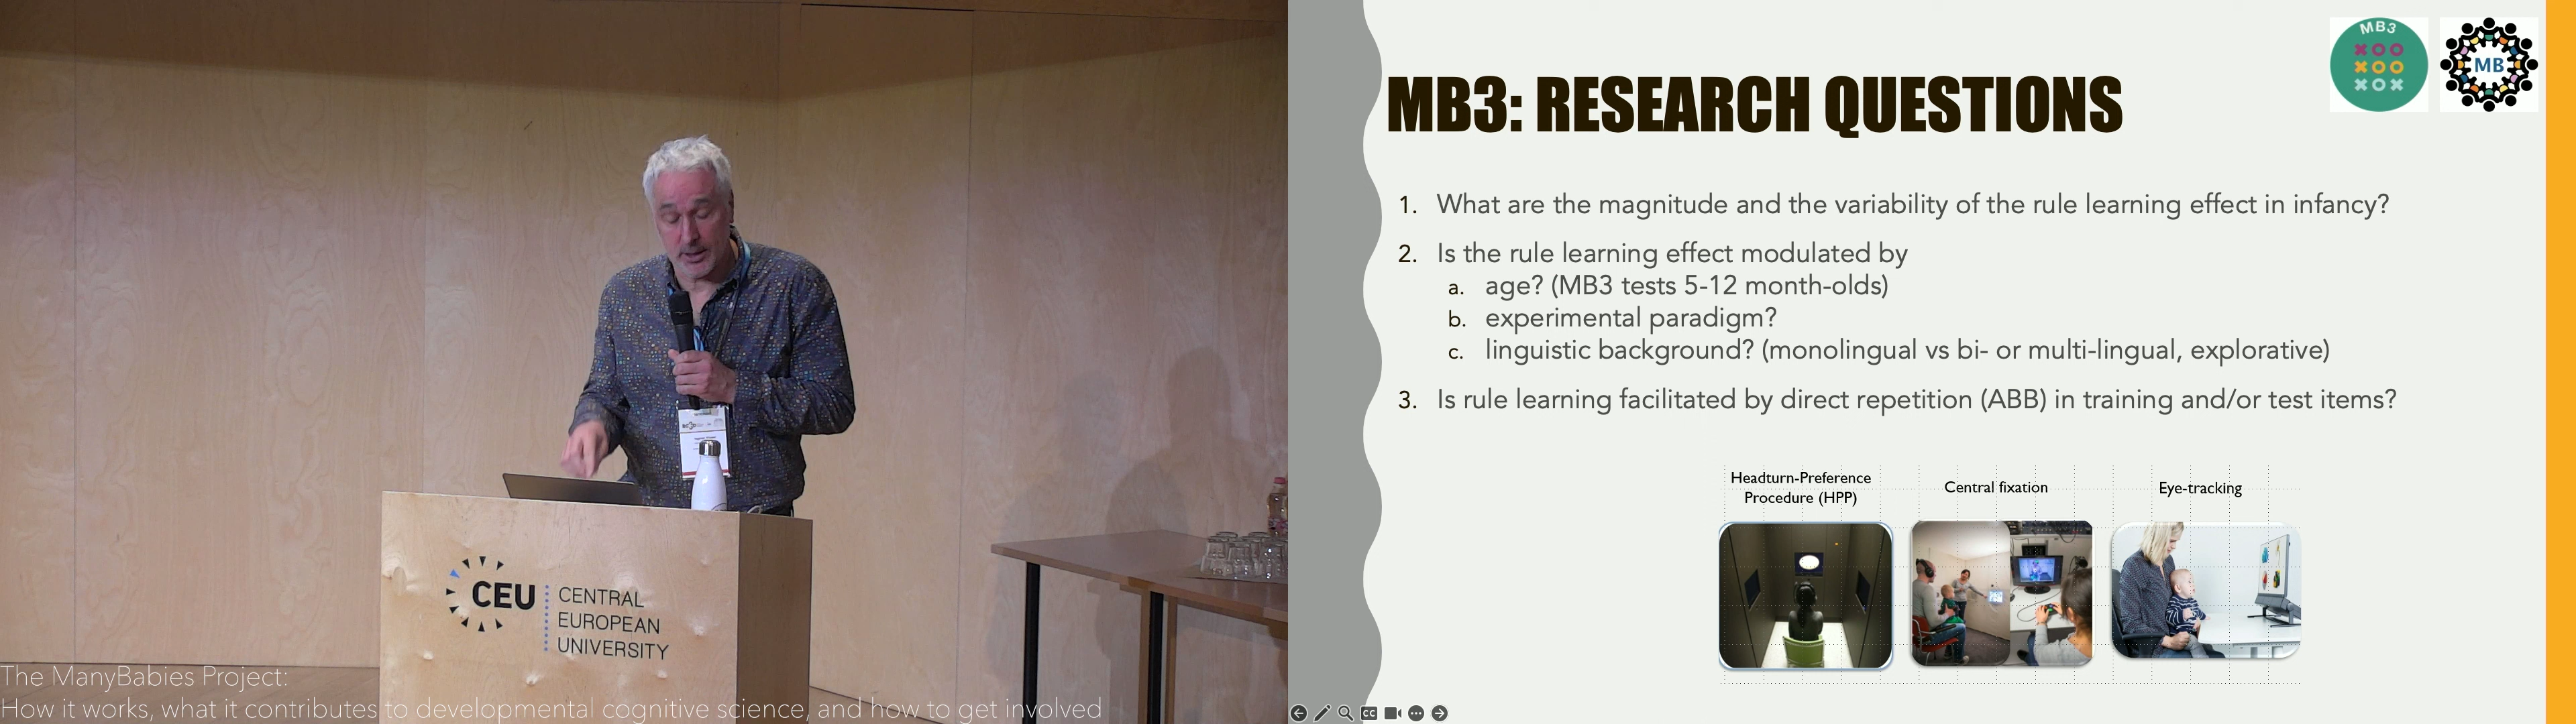 CEU
CENTRAL
EUROPEAN
UNIVERSITY
The ManyBabies Project:
How it works, what it contributes to developmental cognitive science, and how to get involved
MB3
MB
MB3: RESEARCH QUESTIONS
1. What are the magnitude and the variability of the rule learning effect in infancy?
2. Is the rule learning effect modulated by
a. age? (MB3 tests 5-12 month-olds)
b. experimental paradigm?
c. linguistic background? (monolingual vs bi- or multi-lingual, explorative)
3. Is rule learning facilitated by direct repetition (ABB) in training and/or test items?
Headturn-Preference
Procedure (HPP)
Central fixation
Eye-tracking
CC